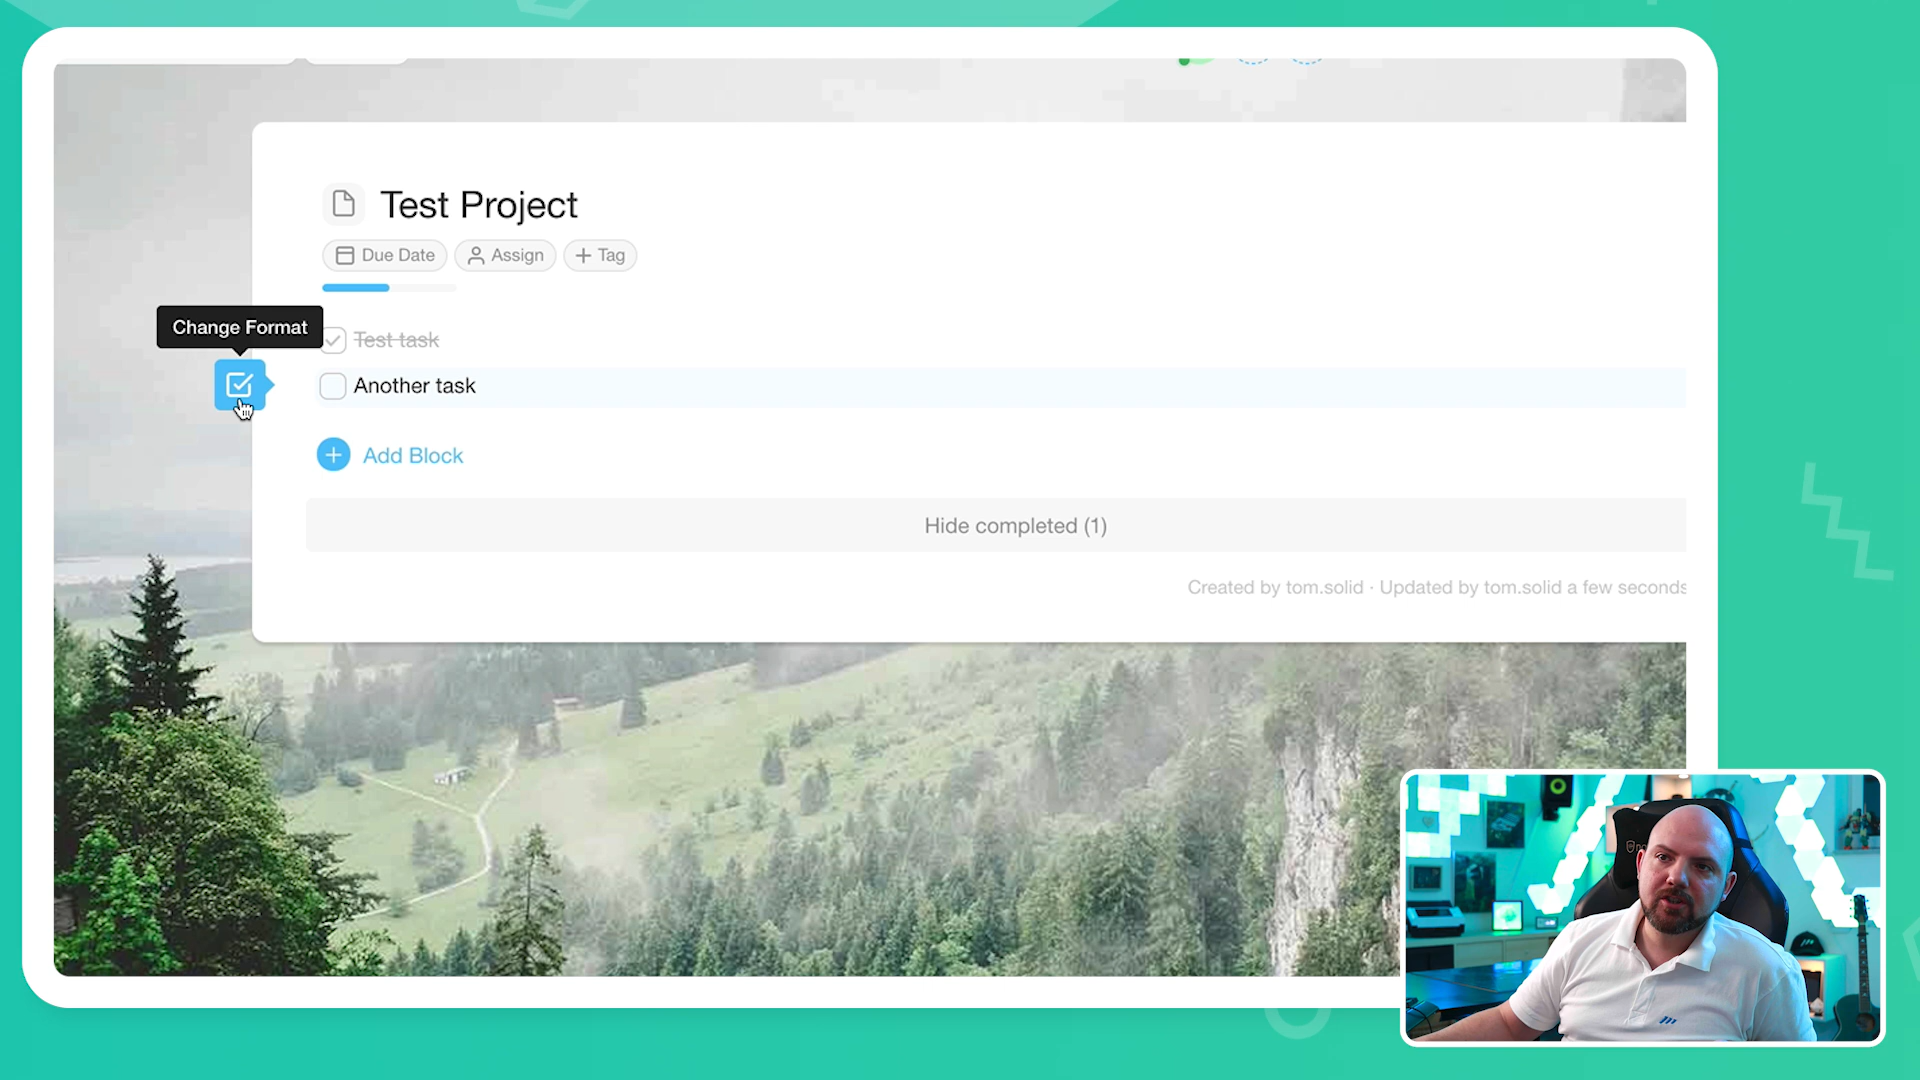 Test Project
Due Date
Assign
Tag
Change Format
Test task
Another task
Add Block
Hide completed (1)
Created by tom.solid · Updated by tom.solid a few seconds